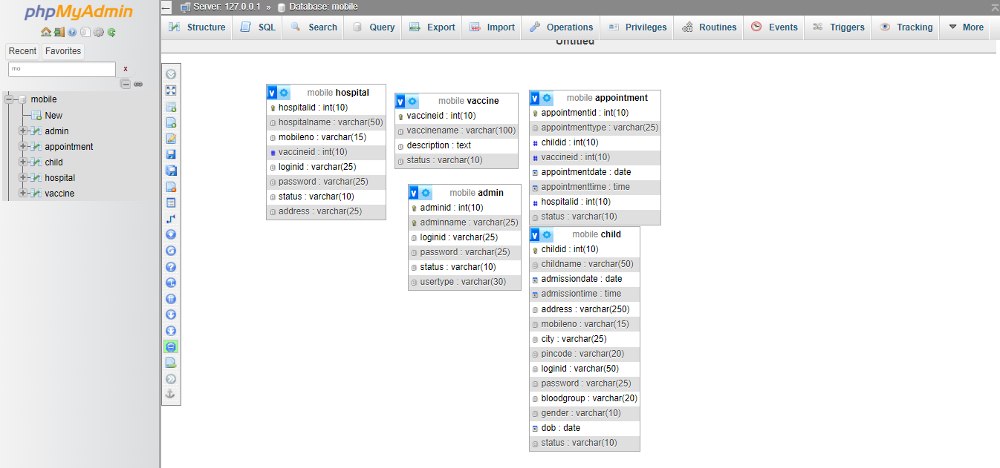 phpMyAdmin
Recent Favorites
mo x
mobile
New
admin
appointment
child
hospital
vaccine
← Server: 127.0.0.1 » Database: mobile
Structure SQL Search Query Export Import Operations Privileges Routines Events Triggers Tracking More
Untitled
v mobile hospital
hospitalid : int(10)
hospitalname : varchar(50)
mobileno : varchar(15)
# vaccineid : int(10)
loginid : varchar(25)
password : varchar(25)
status : varchar(10)
address : varchar(25)
v mobile vaccine
vaccineid : int(10)
vaccinename : varchar(100)
description : text
status : varchar(10)
v mobile admin
adminid : int(10)
adminname : varchar(25)
loginid : varchar(25)
password : varchar(25)
status : varchar(10)
usertype : varchar(30)
v mobile appointment
appointmentid : int(10)
appointmenttype : varchar(25)
# childid : int(10)
# vaccineid : int(10)
appointmentdate : date
appointmenttime : time
# hospitalid : int(10)
status : varchar(10)
v mobile child
childid : int(10)
childname : varchar(50)
admissiondate : date
admissiontime : time
address : varchar(250)
mobileno : varchar(15)
city : varchar(25)
pincode : varchar(20)
loginid : varchar(50)
password : varchar(25)
bloodgroup : varchar(20)
gender : varchar(10)
dob : date
status : varchar(10)